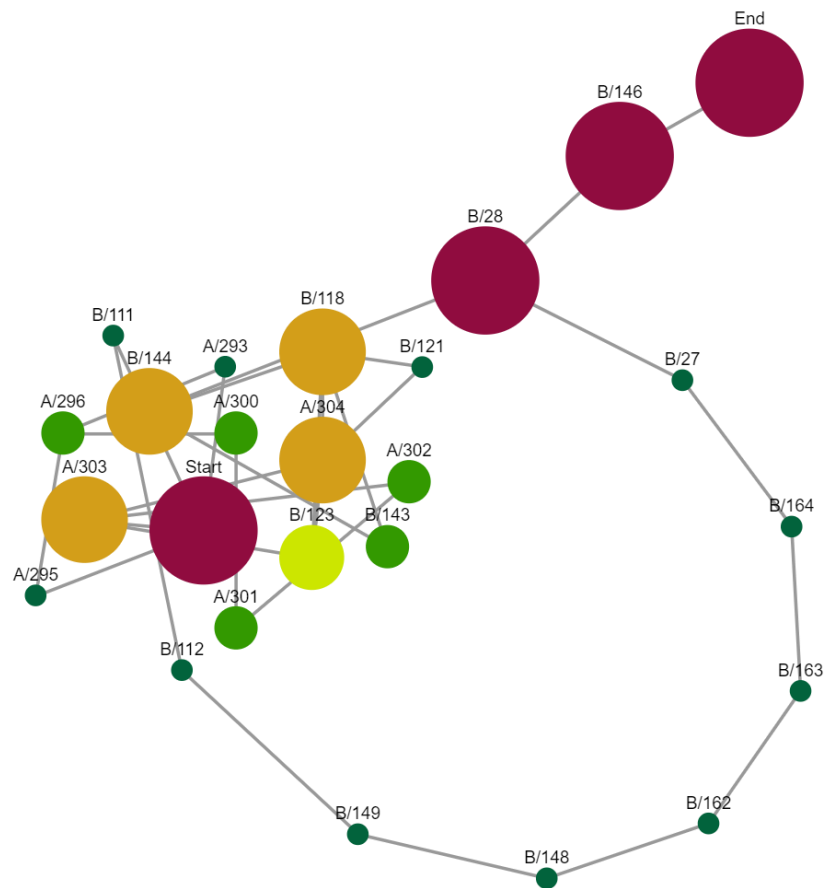 End
B/146
B/28
B/118
B/111
A/293
B/121
B/144
B/27
A/296
A/300
A/304
A/302
A/303
Start
B/123
B/143
B/164
A/295
A/301
B/112
B/163
B/149
B/162
B/148